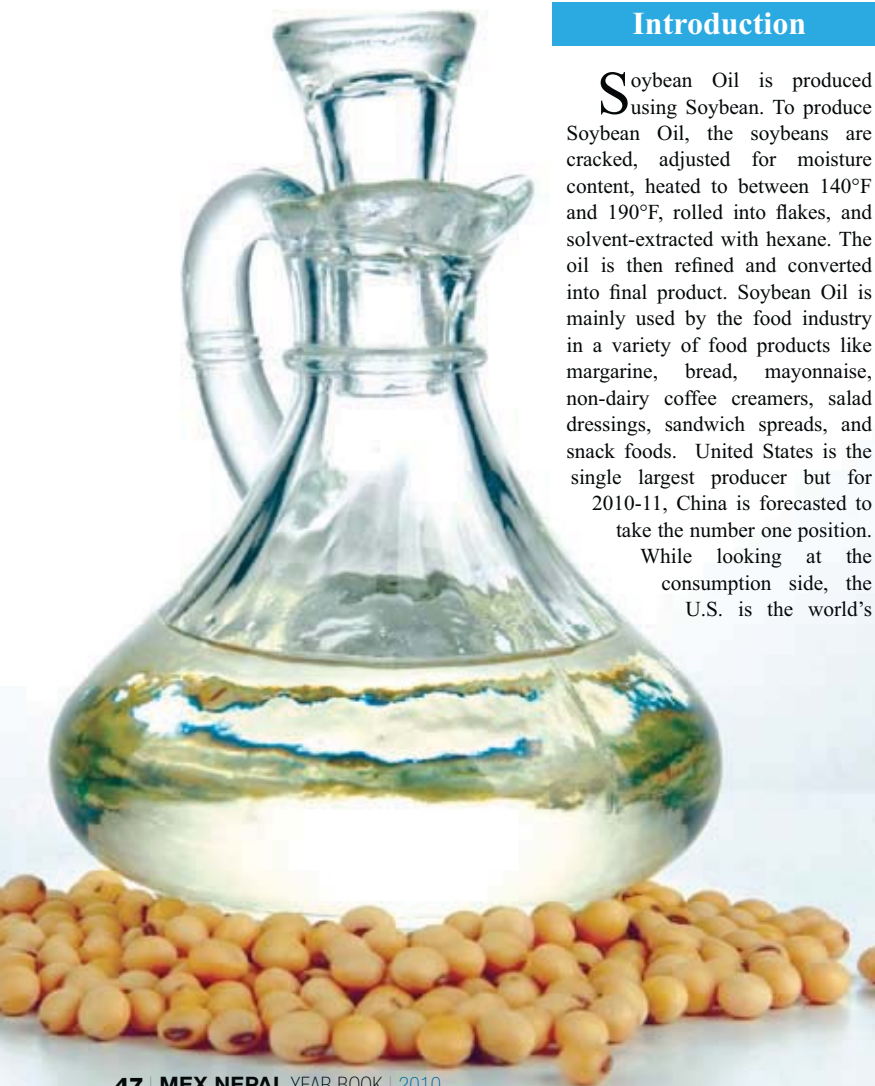 Introduction
Soybean Oil is produced
using Soybean. To produce
Soybean Oil, the soybeans are
cracked, adjusted for moisture
content, heated to between 140°F
and 190°F, rolled into flakes, and
solvent-extracted with hexane. The
oil is then refined and converted
into final product. Soybean Oil is
mainly used by the food industry
in a variety of food products like
margarine, bread, mayonnaise,
non-dairy coffee creamers, salad
dressings, sandwich spreads, and
snack foods. United States is the
single largest producer but for
2010-11, China is forecasted to
take the number one position.
While looking at the
consumption side, the
U.S. is the world’s
47 | MEX NEPAL YEAR BOOK | 2010